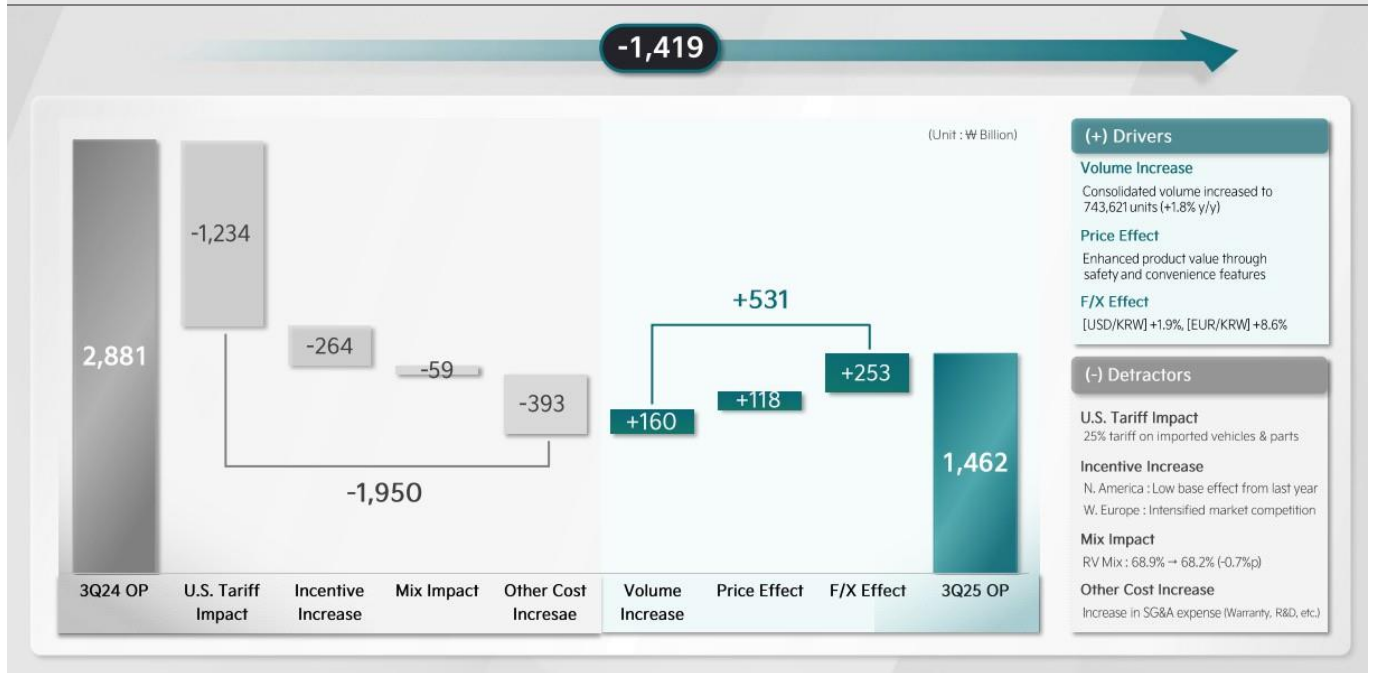 -1,419
(Unit : ₩ Billion)
2,881
-1,234
-264
-59
-393
-1,950
+531
+160
+118
+253
1,462
3Q24 OP
U.S. Tariff
Impact
Incentive
Increase
Mix Impact
Other Cost
Incresae
Volume
Increase
Price Effect
F/X Effect
3Q25 OP
(+) Drivers
Volume Increase
Consolidated volume increased to
743,621 units (+1.8% y/y)
Price Effect
Enhanced product value through
safety and convenience features
F/X Effect
[USD/KRW] +1.9%, [EUR/KRW] +8.6%
(-) Detractors
U.S. Tariff Impact
25% tariff on imported vehicles & parts
Incentive Increase
N. America : Low base effect from last year
W. Europe : Intensified market competition
Mix Impact
RV Mix : 68.9% → 68.2% (-0.7%p)
Other Cost Increase
Increase in SG&A expense (Warranty, R&D, etc.)